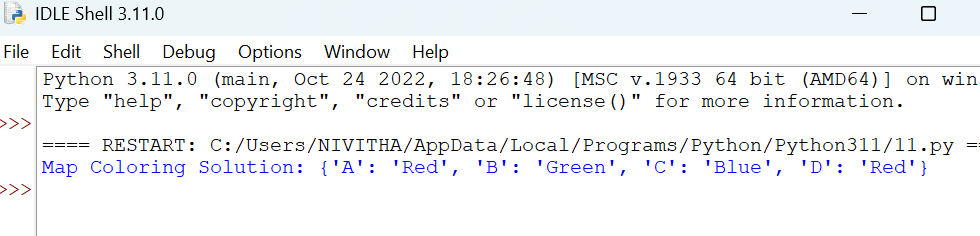 IDLE Shell 3.11.0
File Edit Shell Debug Options Window Help
Python 3.11.0 (main, Oct 24 2022, 18:26:48) [MSC v.1933 64 bit (AMD64)] on win
Type "help", "copyright", "credits" or "license()" for more information.
>>>
==== RESTART: C:/Users/NIVITHA/AppData/Local/Programs/Python/Python311/11.py ==
Map Coloring Solution: {'A': 'Red', 'B': 'Green', 'C': 'Blue', 'D': 'Red'}
>>>